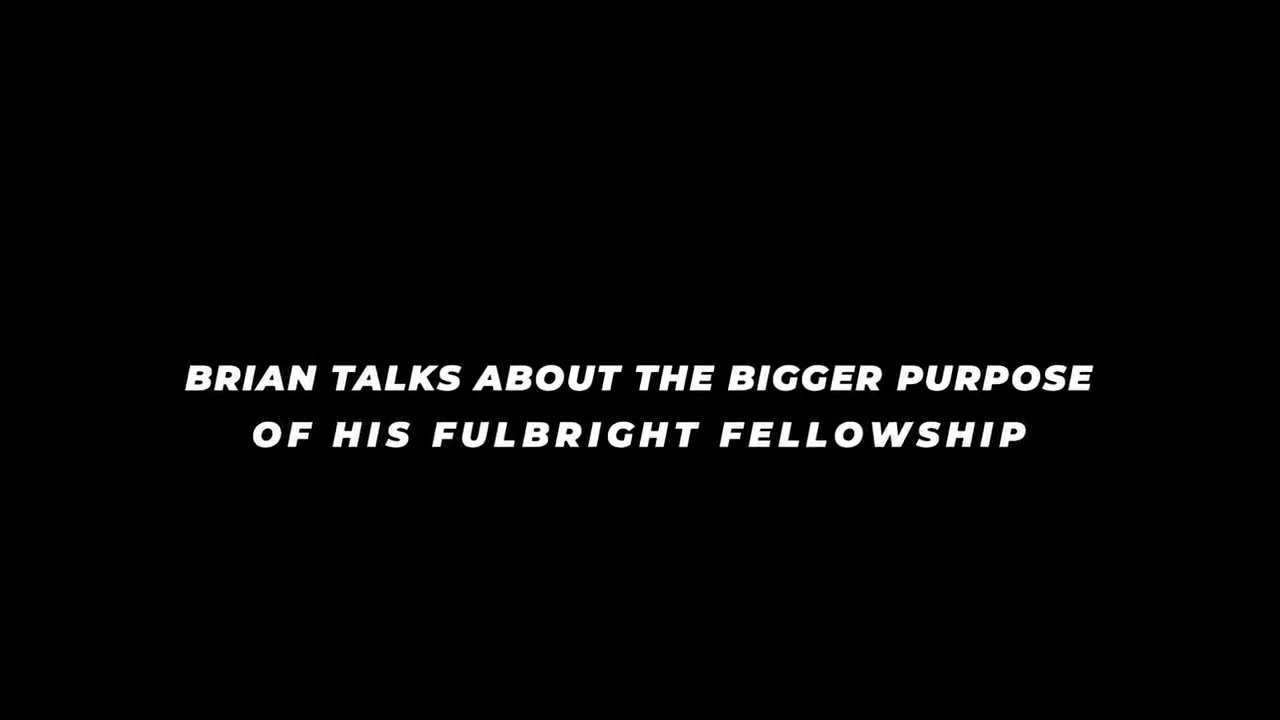 BRIAN TALKS ABOUT THE BIGGER PURPOSE
OF HIS FULBRIGHT FELLOWSHIP